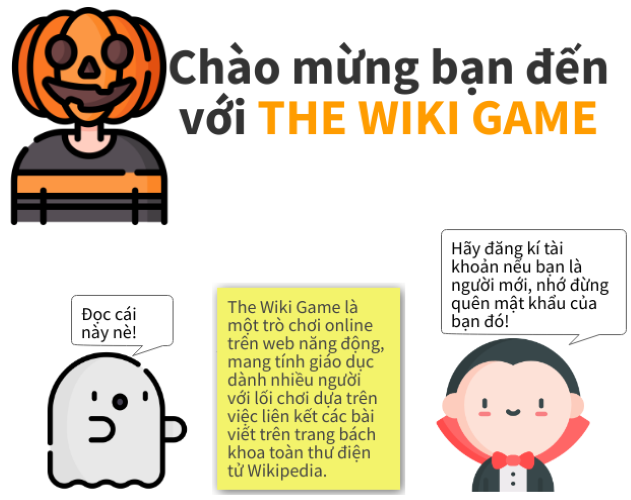 Chào mừng bạn đến
với THE WIKI GAME
Hãy đăng kí tài
khoản nếu bạn là
người mới, nhớ đừng
quên mật khẩu của
bạn đó!
Đọc cái
này nè!
The Wiki Game là
một trò chơi online
trên web năng động,
mang tính giáo dục
dành nhiều người
với lối chơi dựa trên
việc liên kết các bài
viết trên trang bách
khoa toàn thư điện
tử Wikipedia.